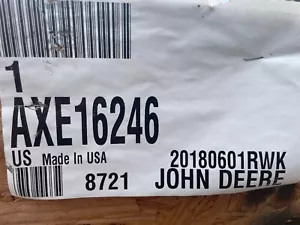 1
AXE16246
US Made In USA 20180601RWK
8721 JOHN DEERE